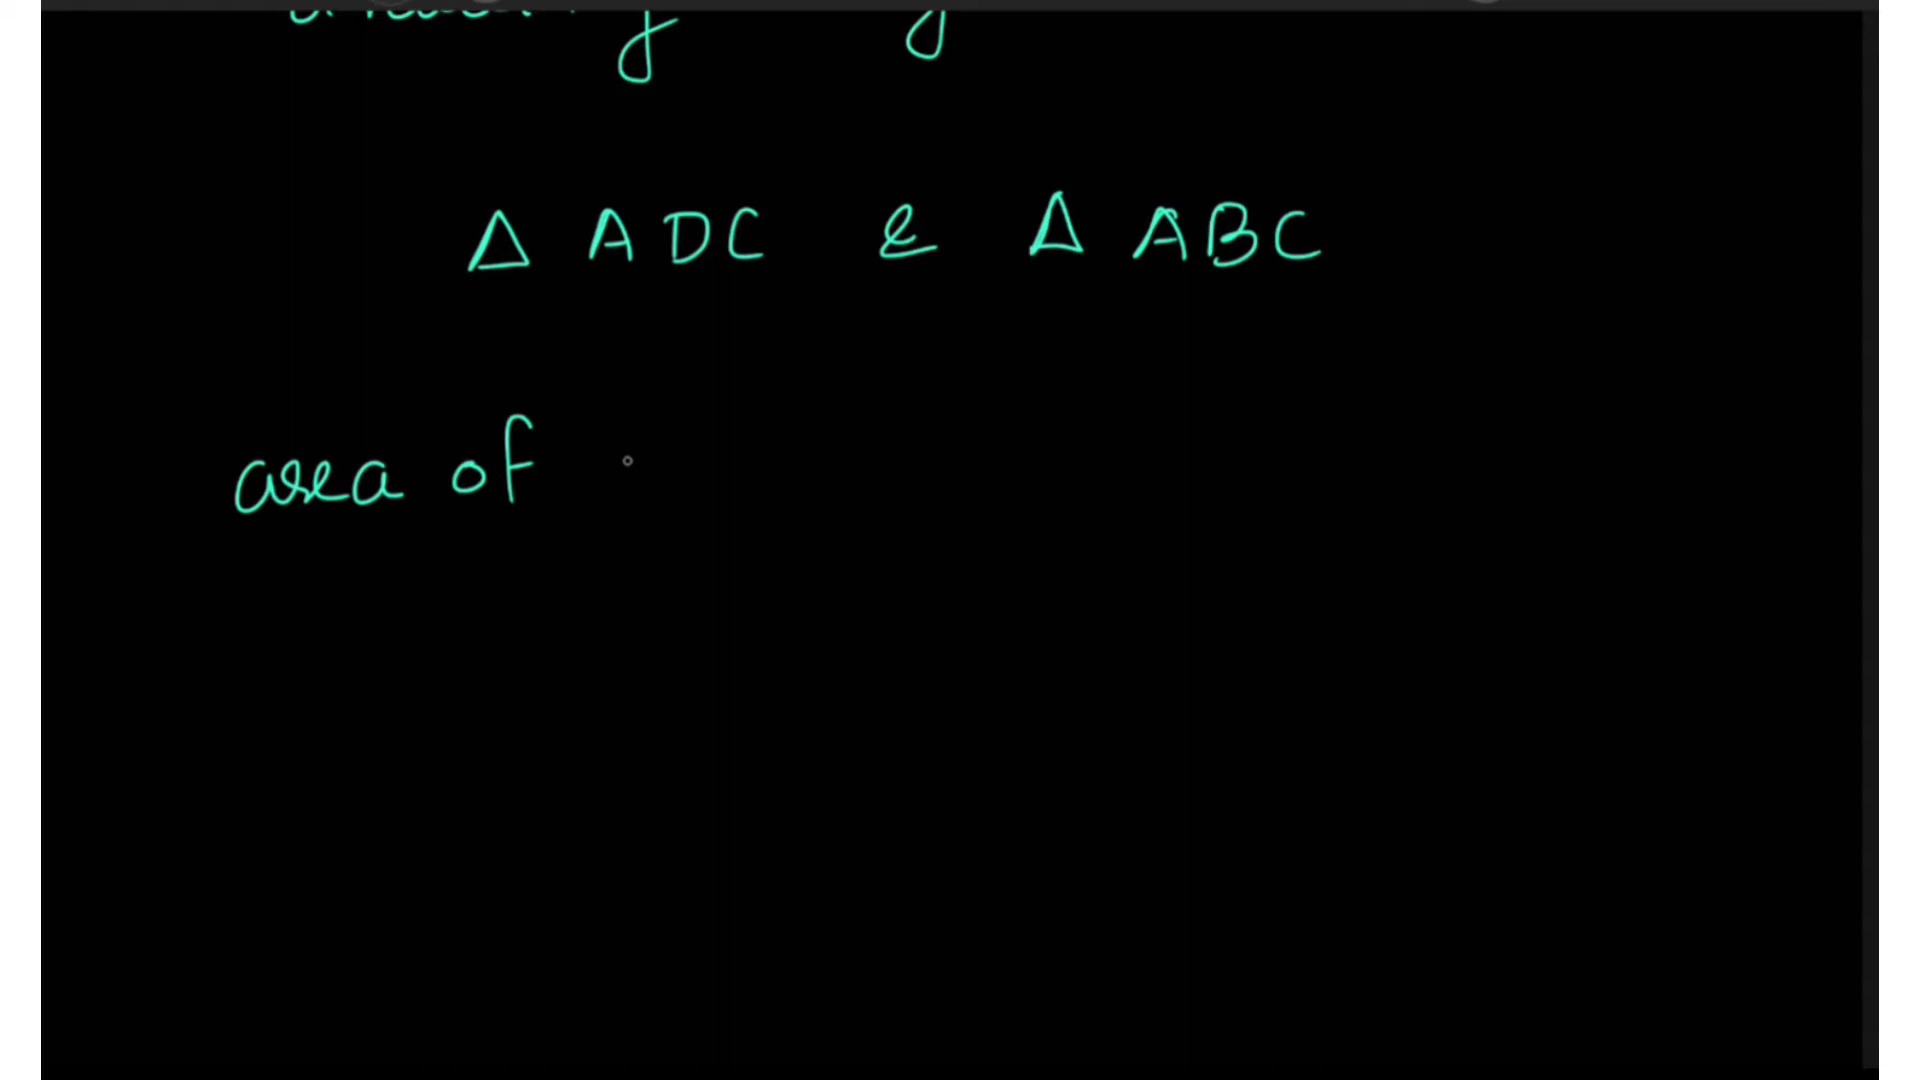 Δ ADC & Δ ABC
area of